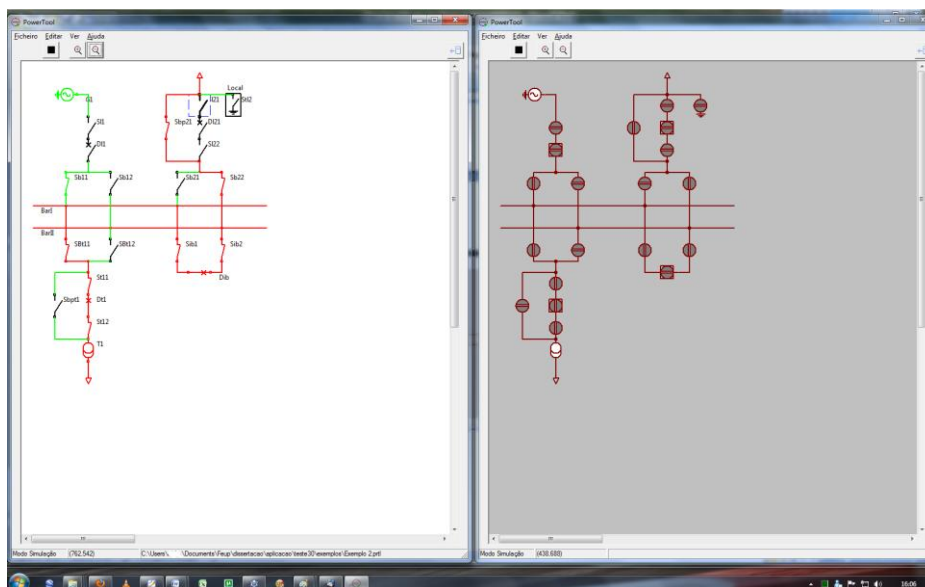 PowerTool
Ficheiro Editar Ver Ajuda
Local
G1
Sbp21
SI1
DI21
DI1
SI22
Sb11
Sb12
Sb21
Sb22
BarI
BarII
SBt11
SBt12
Sib1
Sib2
St11
Dib
Sbpt1
Dt1
St12
T1
Modo Simulação (762.542) C:\Users\ \Documents\Feup\dissertacao\aplicacao\teste30\exemplos\Exemplo 2.prtl
PowerTool
Ficheiro Editar Ver Ajuda
Modo Simulação (438.688)
16:06